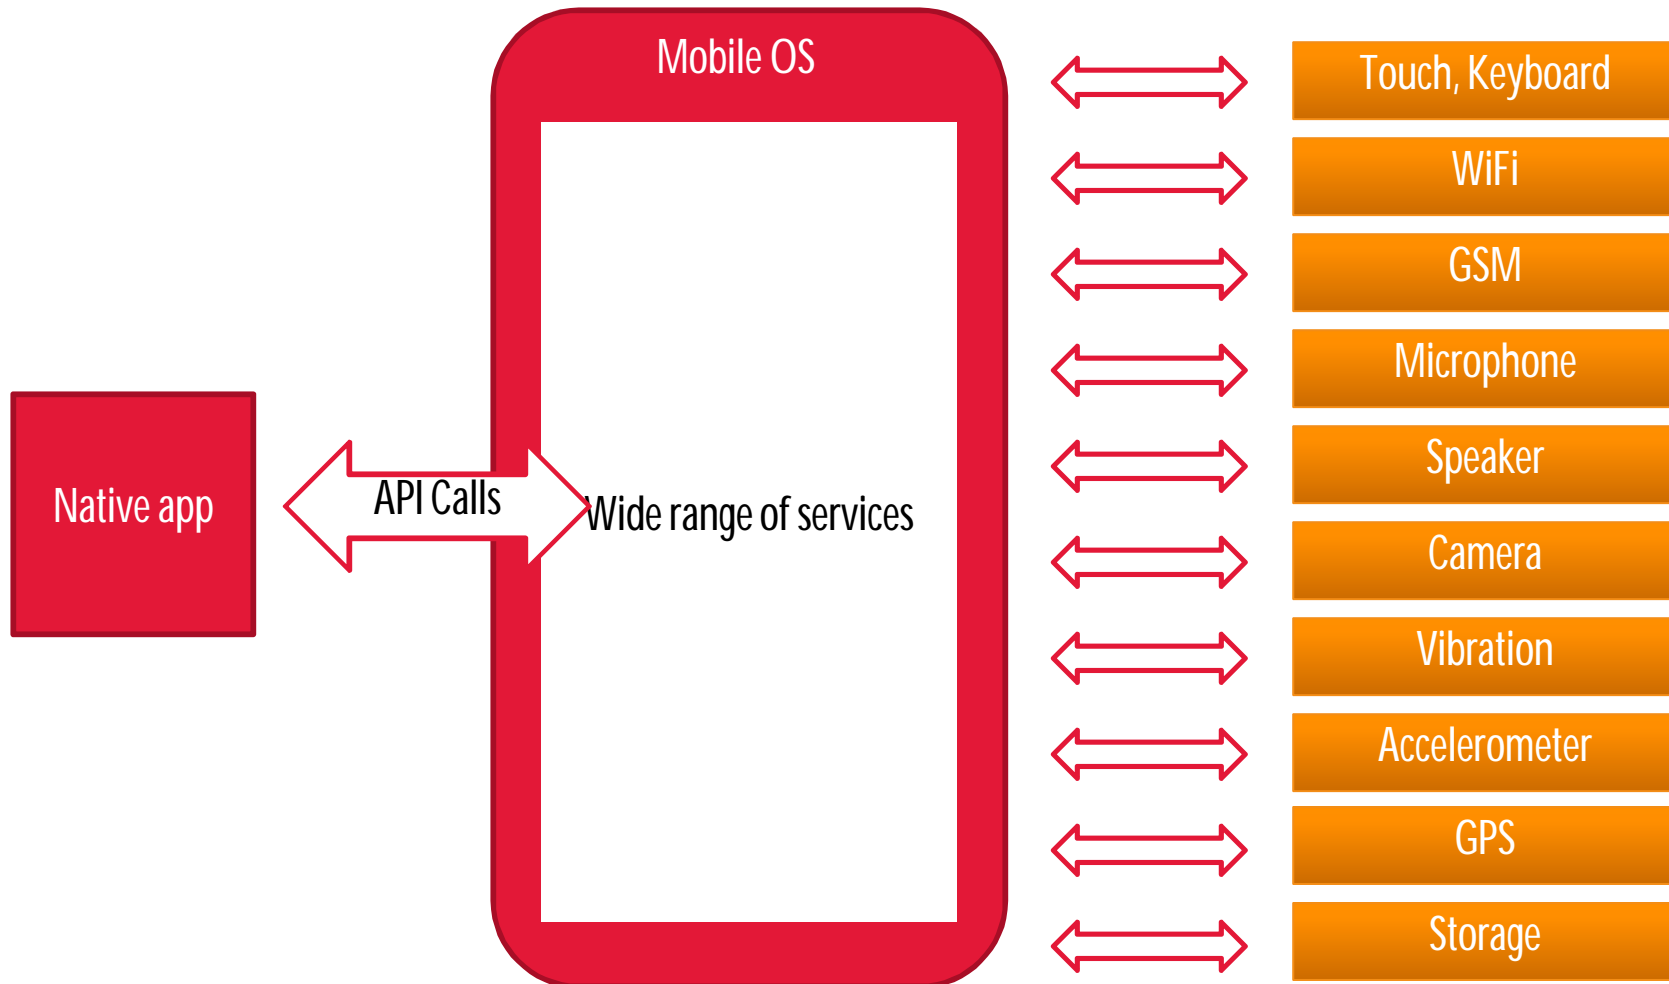 Mobile OS
Touch, Keyboard
WiFi
GSM
Microphone
Speaker
Camera
Vibration
Accelerometer
GPS
Storage
Native app
API Calls
Wide range of services